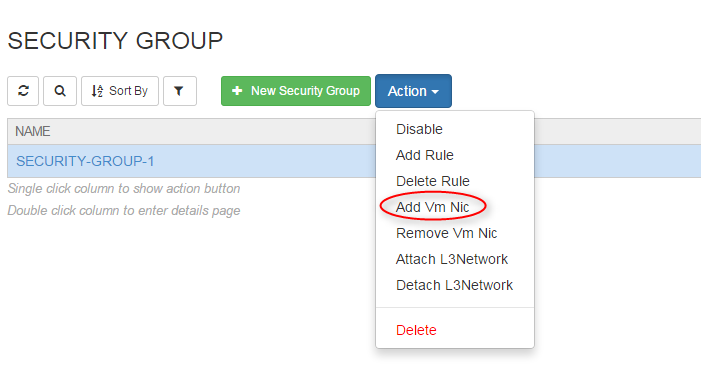 SECURITY GROUP
Sort By
New Security Group
Action
NAME
Disable
SECURITY-GROUP-1
Add Rule
Single click column to show action button
Delete Rule
Double click column to enter details page
Add Vm Nic
Remove Vm Nic
Attach L3Network
Detach L3Network
Delete